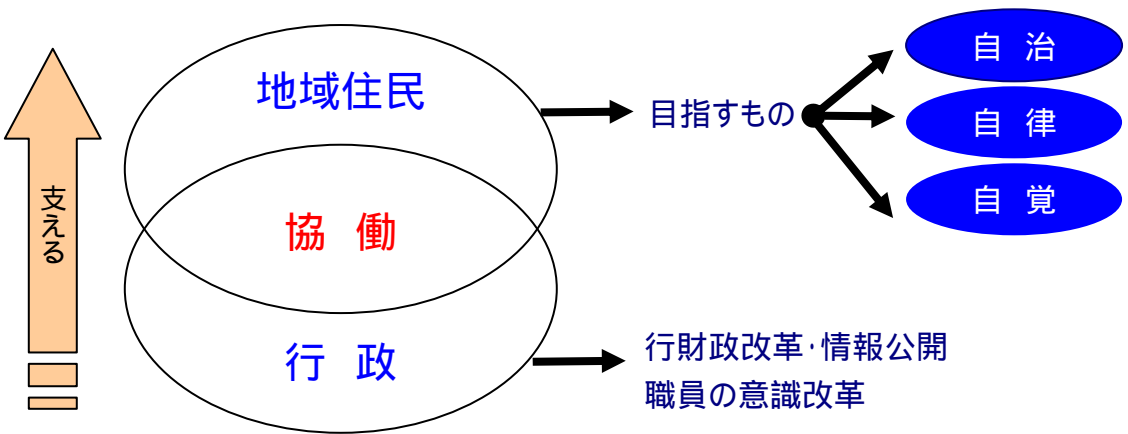 支える
地域住民
協 働
行 政
目指すもの
自 治
自 律
自 覚
行財政改革・情報公開
職員の意識改革